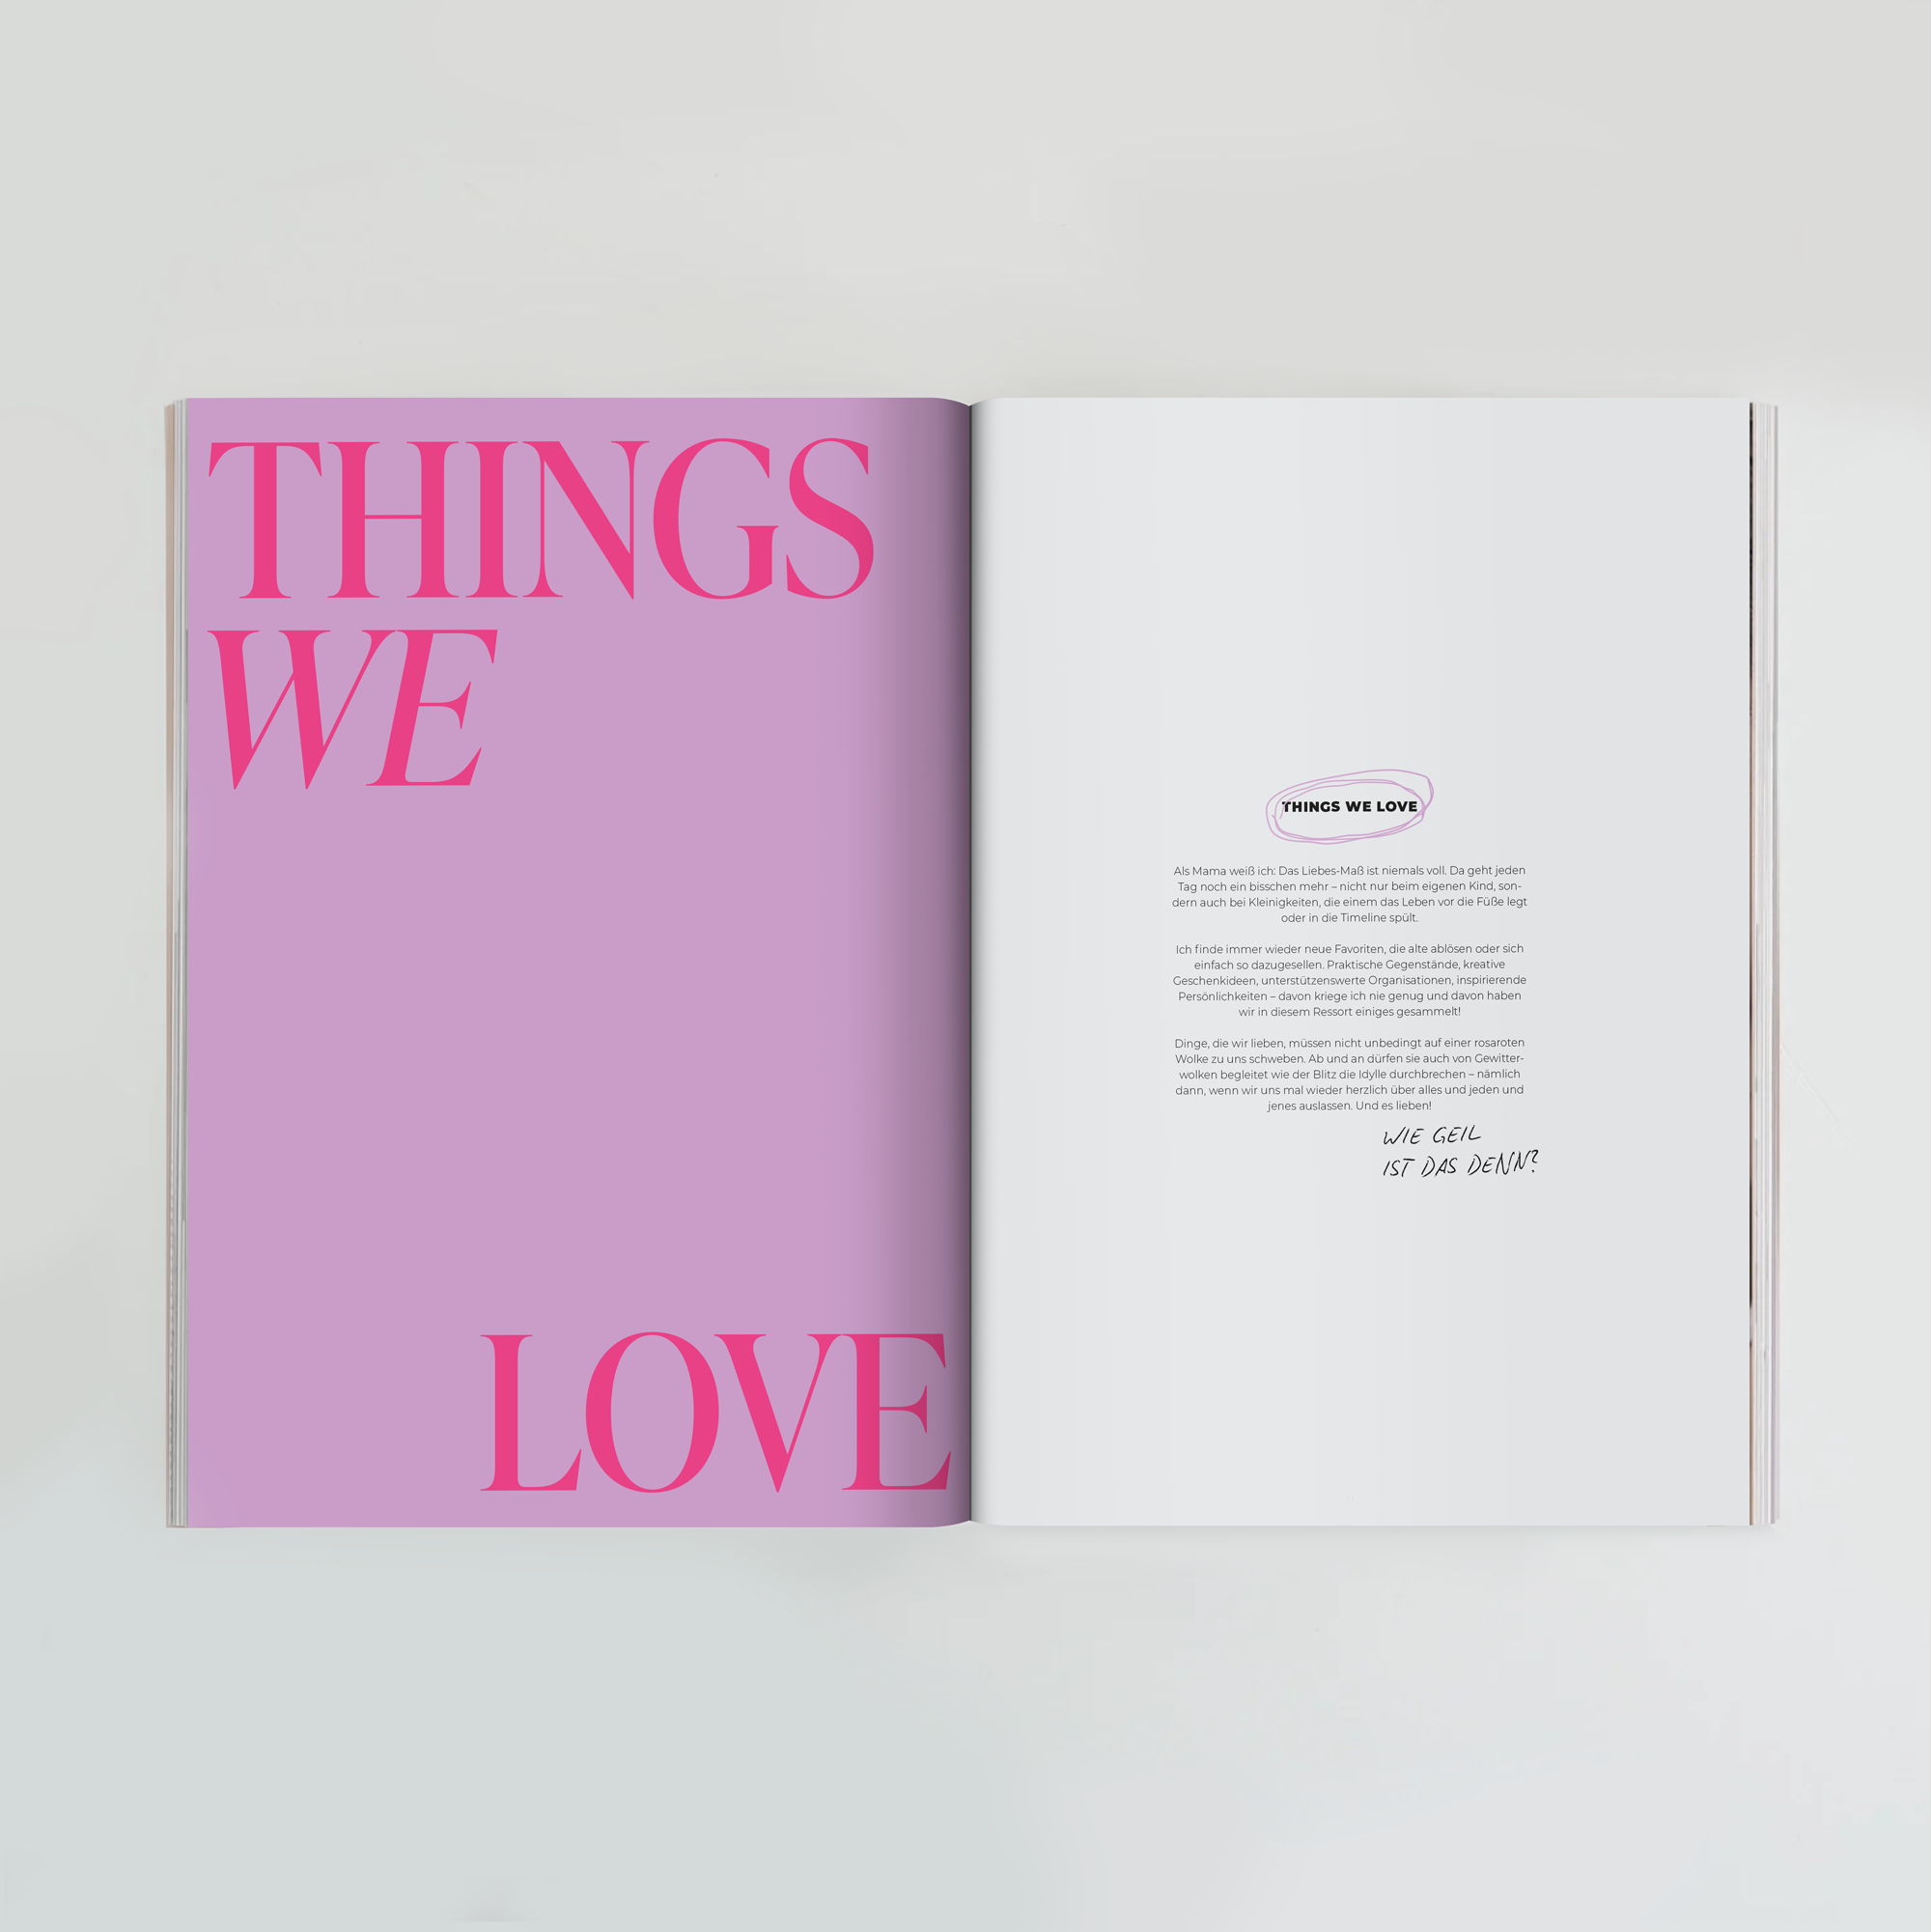 THINGS
WE
LOVE
THINGS WE LOVE
Als Mama weiß ich: Das Liebes-Maß ist niemals voll. Da geht jeden
Tag noch ein bisschen mehr – nicht nur beim eigenen Kind, son-
dern auch bei Kleinigkeiten, die einem das Leben vor die Füße legt
oder in die Timeline spült.
Ich finde immer wieder neue Favoriten, die alte ablösen oder sich
einfach so dazugesellen. Praktische Gegenstände, kreative
Geschenkideen, unterstützenswerte Organisationen, inspirierende
Persönlichkeiten – davon kriege ich nie genug und davon haben
wir in diesem Ressort einiges gesammelt!
Dinge, die wir lieben, müssen nicht unbedingt auf einer rosaroten
Wolke zu uns schweben. Ab und an dürfen sie auch von Gewitter-
wolken begleitet wie der Blitz die Idylle durchbrechen – nämlich
dann, wenn wir uns mal wieder herzlich über alles und jeden und
jenes auslassen. Und es lieben!
WIE GEIL
IST DAS DENN?